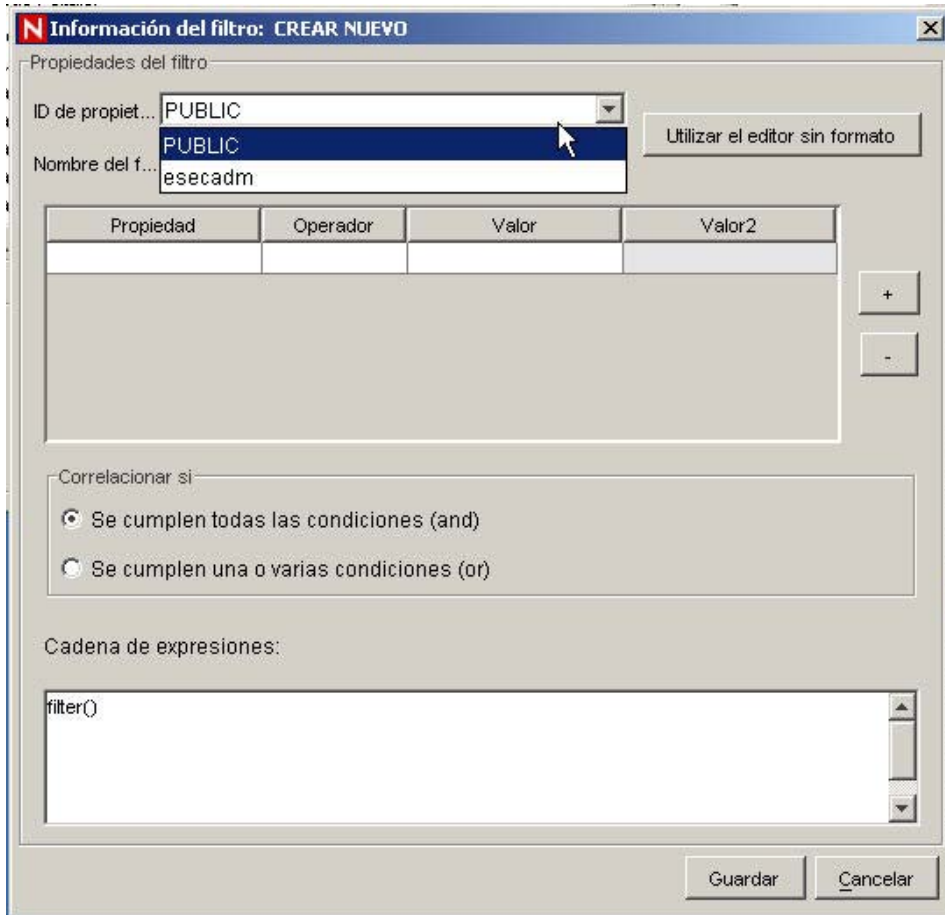 N Información del filtro: CREAR NUEVO
Propiedades del filtro
ID de propiet... PUBLIC
PUBLIC
esecadm
Utilizar el editor sin formato
Nombre del f...
Propiedad Operador Valor Valor2
+
-
Correlacionar si
Se cumplen todas las condiciones (and)
Se cumplen una o varias condiciones (or)
Cadena de expresiones:
filter()
Guardar Cancelar